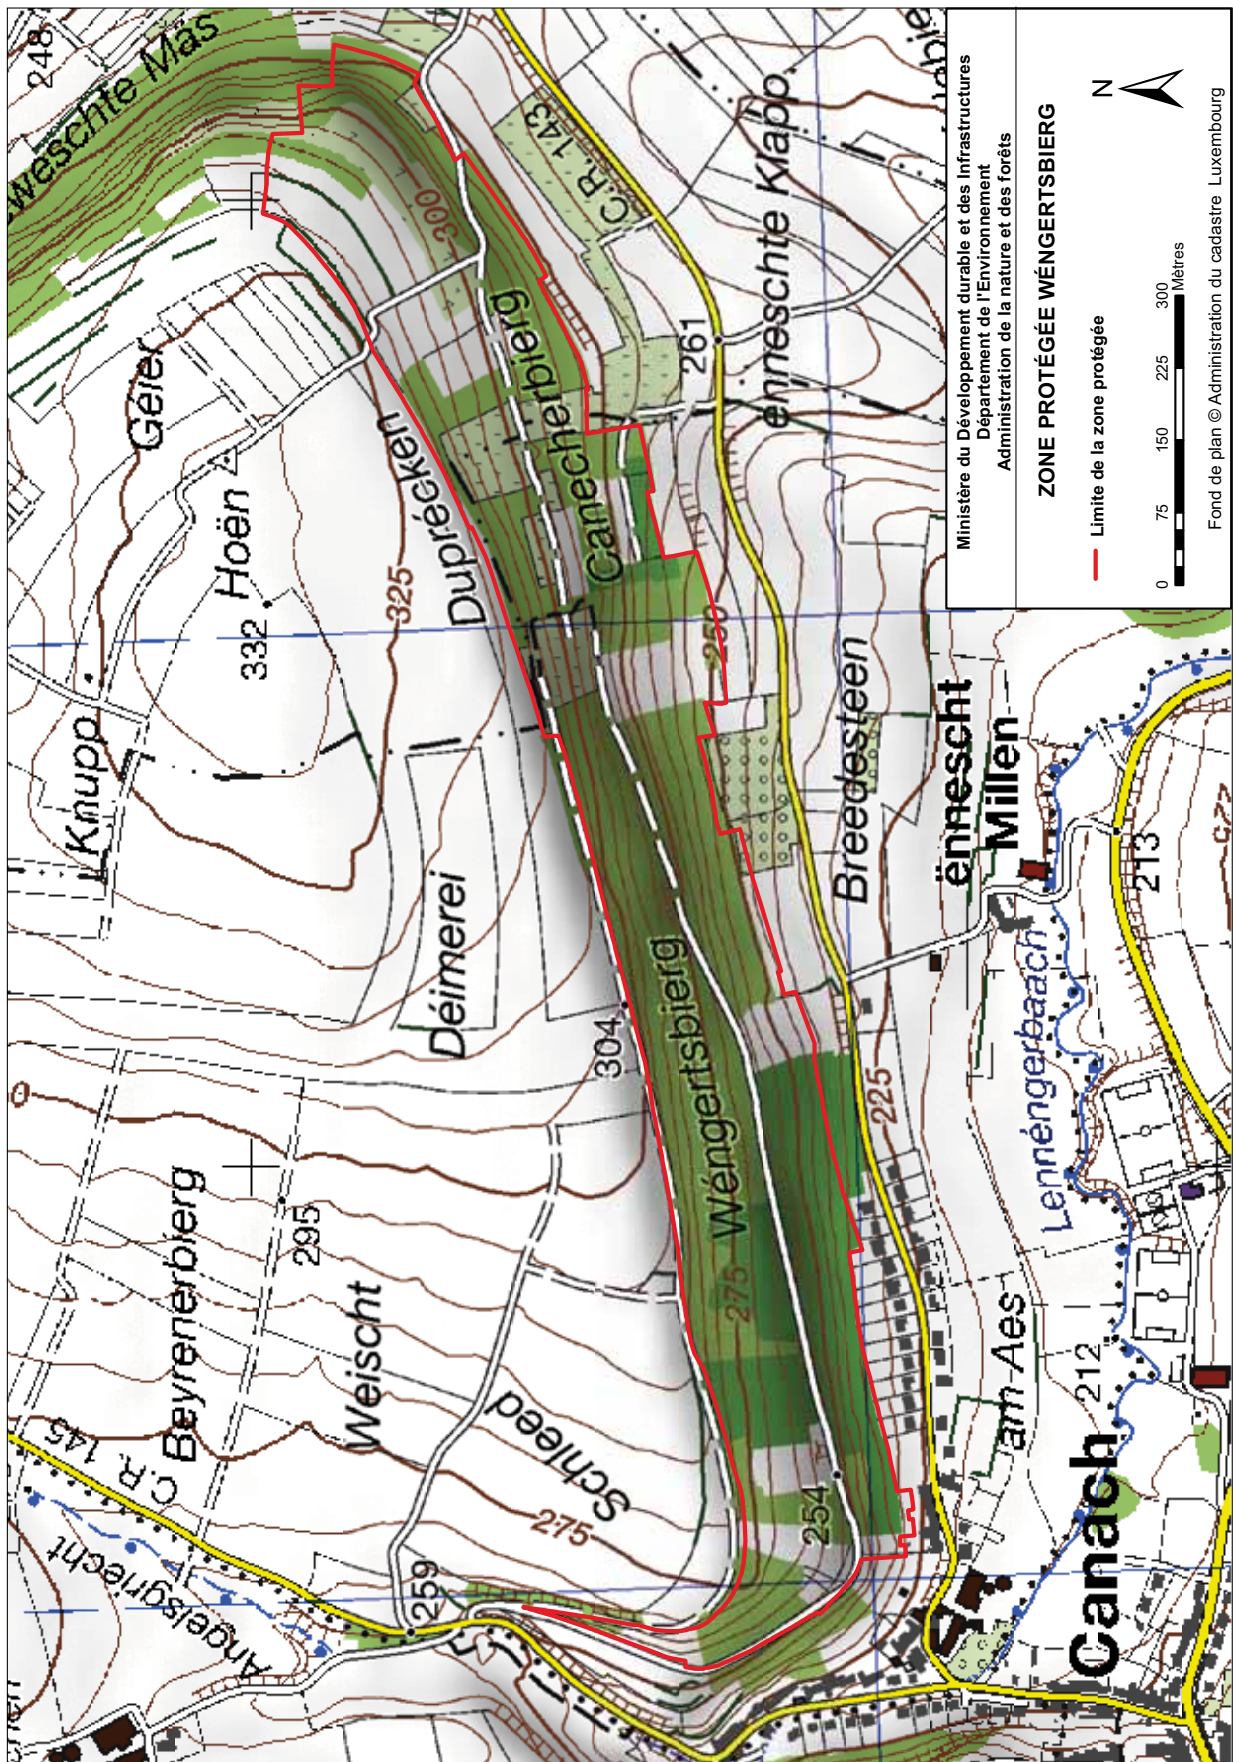 248
Géier
Hoën
332
325
Knupp
Duprécken
300
C.R. 143
Canecherbierg
261
ënneschte Klapp
250
Déimerei
304
Breedesteen
ënnescht
Millen
213
Wéngertsbierg
Lennéngerbaach
225
Beyrenerbierg
295
Weischt
275
Schleed
275
C.R. 145
259
Angelsgriecht
254
am Aes
212
Canach
Ministère du Développement durable et des Infrastructures
Département de l'Environnement
Administration de la nature et des forêts
ZONE PROTÉGÉE WÉNGERTSBIERG
N
Limite de la zone protégée
0 75 150 225 300
Mètres
Fond de plan © Administration du cadastre Luxembourg